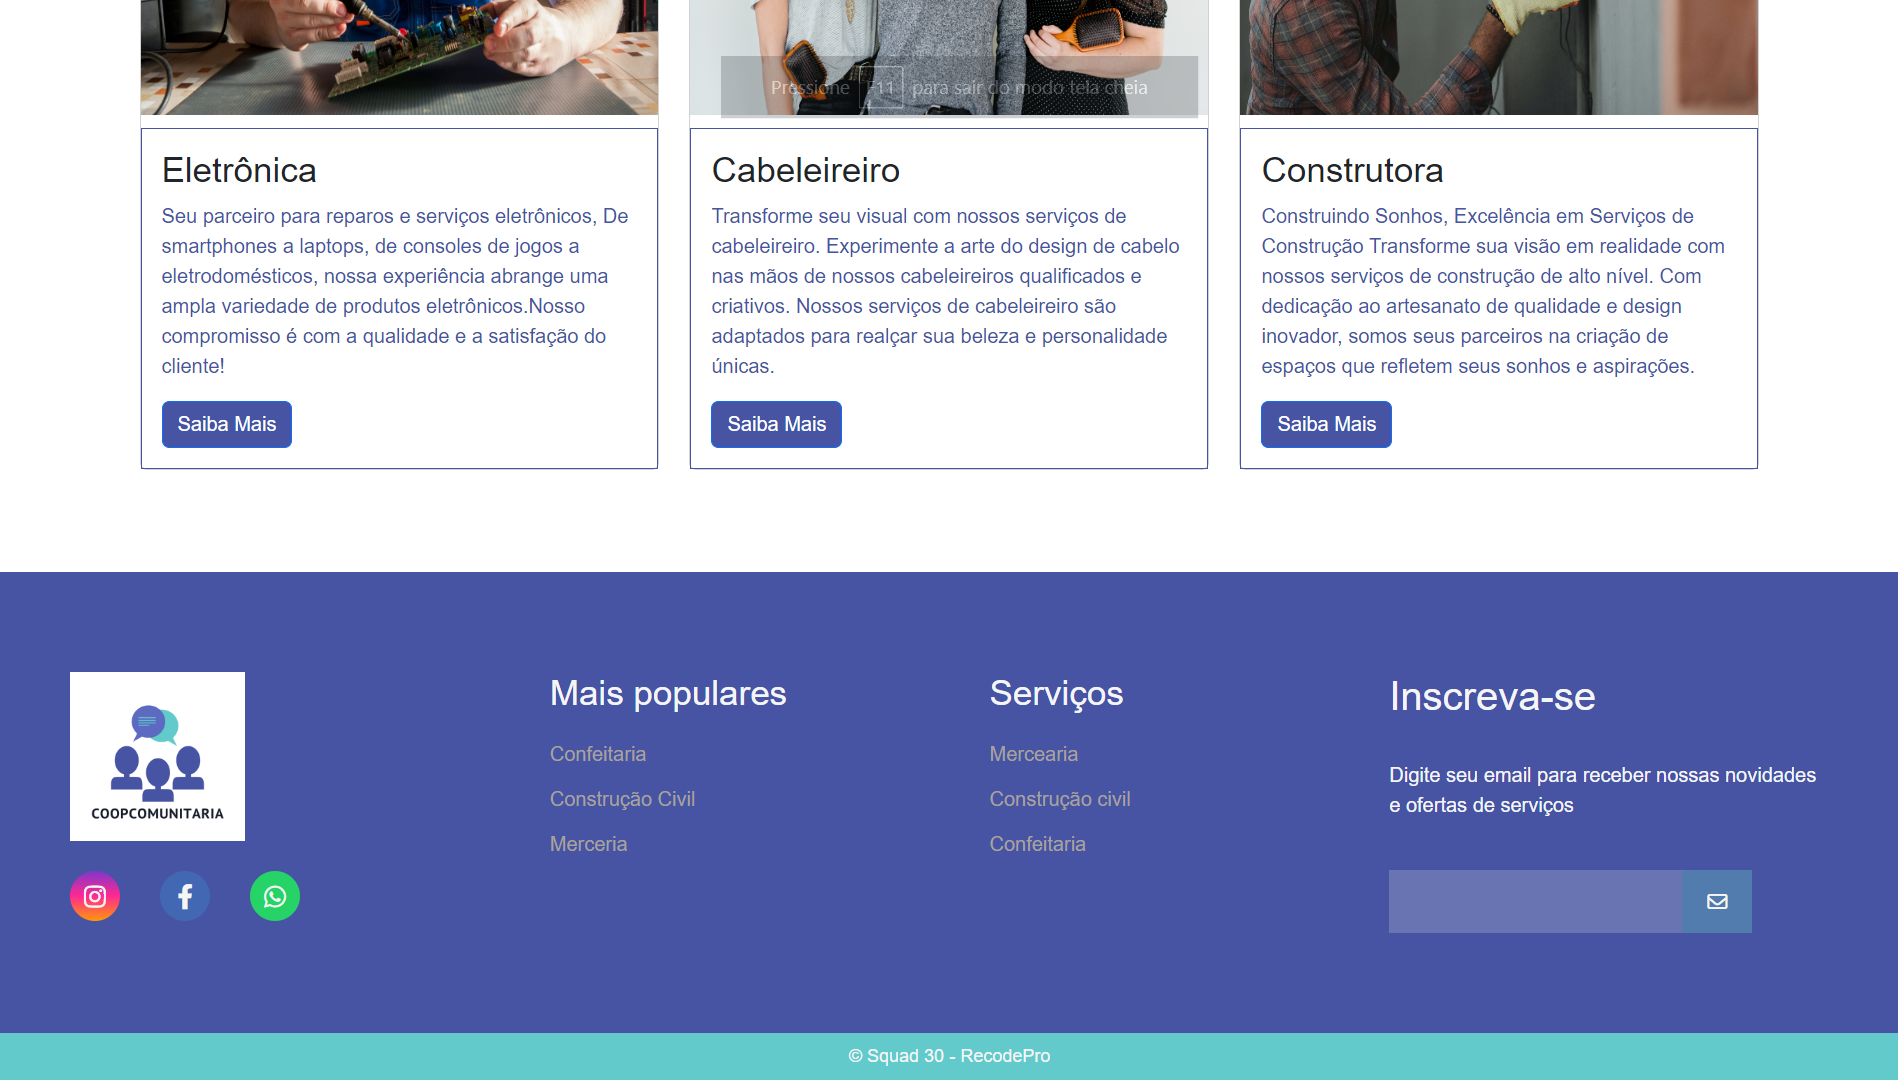 Pressione F11 para sair do modo tela cheia
Eletrônica
Seu parceiro para reparos e serviços eletrônicos, De
smartphones a laptops, de consoles de jogos a
eletrodomésticos, nossa experiência abrange uma
ampla variedade de produtos eletrônicos.Nosso
compromisso é com a qualidade e a satisfação do
cliente!
Saiba Mais
Cabeleireiro
Transforme seu visual com nossos serviços de
cabeleireiro. Experimente a arte do design de cabelo
nas mãos de nossos cabeleireiros qualificados e
criativos. Nossos serviços de cabeleireiro são
adaptados para realçar sua beleza e personalidade
únicas.
Saiba Mais
Construtora
Construindo Sonhos, Excelência em Serviços de
Construção Transforme sua visão em realidade com
nossos serviços de construção de alto nível. Com
dedicação ao artesanato de qualidade e design
inovador, somos seus parceiros na criação de
espaços que refletem seus sonhos e aspirações.
Saiba Mais
COOPCOMUNITARIA
Mais populares
Confeitaria
Construção Civil
Merceria
Serviços
Mercearia
Construção civil
Confeitaria
Inscreva-se
Digite seu email para receber nossas novidades
e ofertas de serviços
© Squad 30 - RecodePro